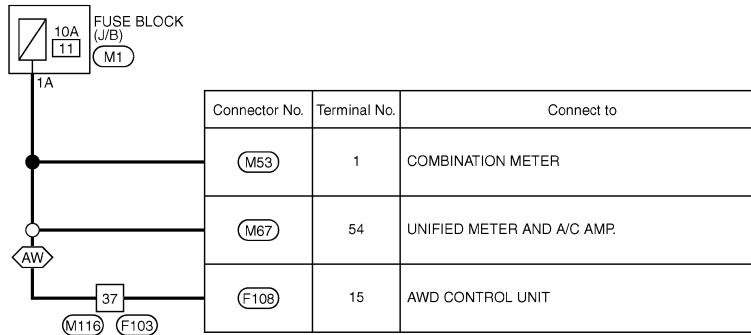 FUSE BLOCK
(J/B)
10A
11
M1
1A
Connector No. Terminal No. Connect to
M53 1 COMBINATION METER
M67 54 UNIFIED METER AND A/C AMP.
AW
37
F108 15 AWD CONTROL UNIT
M116 F103